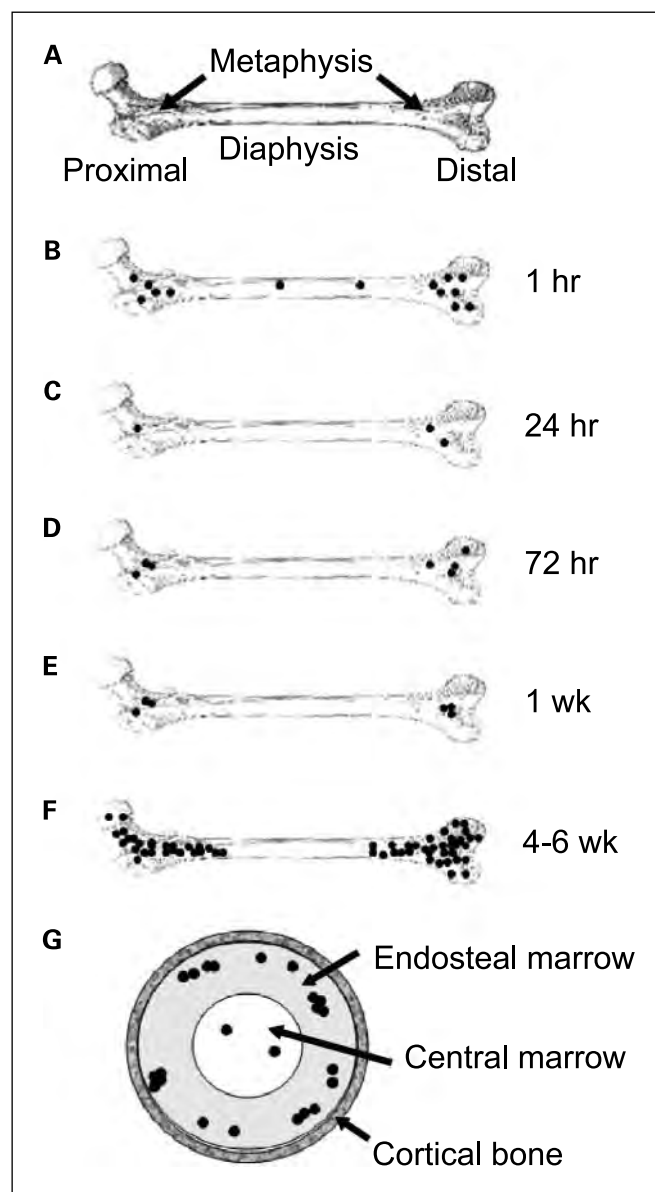 A
Metaphysis
Diaphysis
Proximal
Distal
B
1 hr
C
24 hr
D
72 hr
E
1 wk
F
4-6 wk
G
Endosteal marrow
Central marrow
Cortical bone